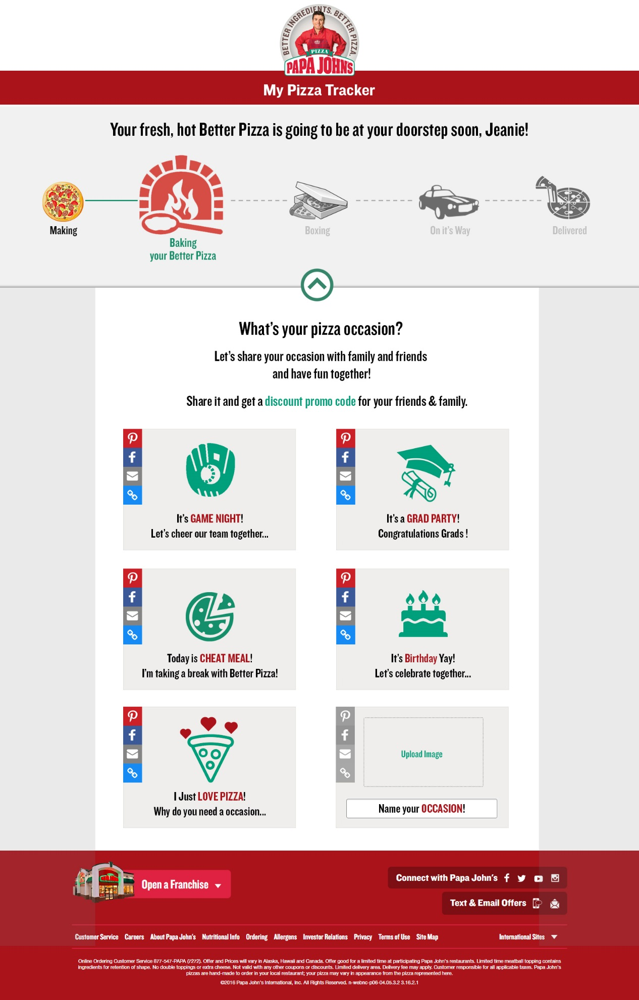 BETTER INGREDIENTS. BETTER PIZZA.
PIZZA
PAPA JOHN'S
My Pizza Tracker
Your fresh, hot Better Pizza is going to be at your doorstep soon, Jeanie!
Making
Baking
your Better Pizza
Boxing
On it's Way
Delivered
What's your pizza occasion?
Let's share your occasion with family and friends
and have fun together!
Share it and get a discount promo code for your friends & family.
It's GAME NIGHT!
Let's cheer our team together...
It's a GRAD PARTY!
Congratulations Grads !
Today is CHEAT MEAL!
I'm taking a break with Better Pizza!
It's Birthday Yay!
Let's celebrate together...
I Just LOVE PIZZA!
Why do you need a occasion...
Upload Image
Name your OCCASION!
Open a Franchise
Connect with Papa John's
Text & Email Offers
Customer Service Careers About Papa John's Nutritional Info Ordering Allergens Investor Relations Privacy Terms of Use Site Map International Sites
Online Ordering Customer Service 877-547-PAPA (7272). Offer and Prices will vary in Alaska, Hawaii and Canada. Offer good for a limited time at participating Papa John's restaurants. Limited time meatball topping contains
ingredients for retention of shape. No double toppings or extra cheese. Not valid with any other coupons or discounts. Limited delivery area. Delivery fee may apply. Customer responsible for all applicable taxes. Papa John's
pizzas are hand-made to order in your local restaurant; your pizza may vary in appearance from the pizza represented here.
©2016 Papa John's International, Inc. All Rights Reserved. n-webnc-p06-04.05.3.2 3.16.2.1